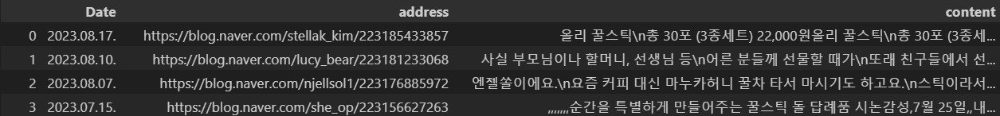 Date address content
0 2023.08.17. https://blog.naver.com/stellak_kim/223185433857 올리 꿀스틱\n총 30포 (3종세트) 22,000원올리 꿀스틱\n총 30포 (3종세...
1 2023.08.10. https://blog.naver.com/lucy_bear/223181233068 사실 부모님이나 할머니, 선생님 등\n어른 분들께 선물할 때가\n또래 친구들에서 선...
2 2023.08.07. https://blog.naver.com/njellsol1/223176885972 엔젤쏠이에요.\n요즘 커피 대신 마누카허니 꿀차 타서 마시기도 하고요.\n스틱이라서...
3 2023.07.15. https://blog.naver.com/she_op/223156627263 ,,,,,,,순간을 특별하게 만들어주는 꿀스틱 돌 답례품 시논감성,7월 25일,,내...